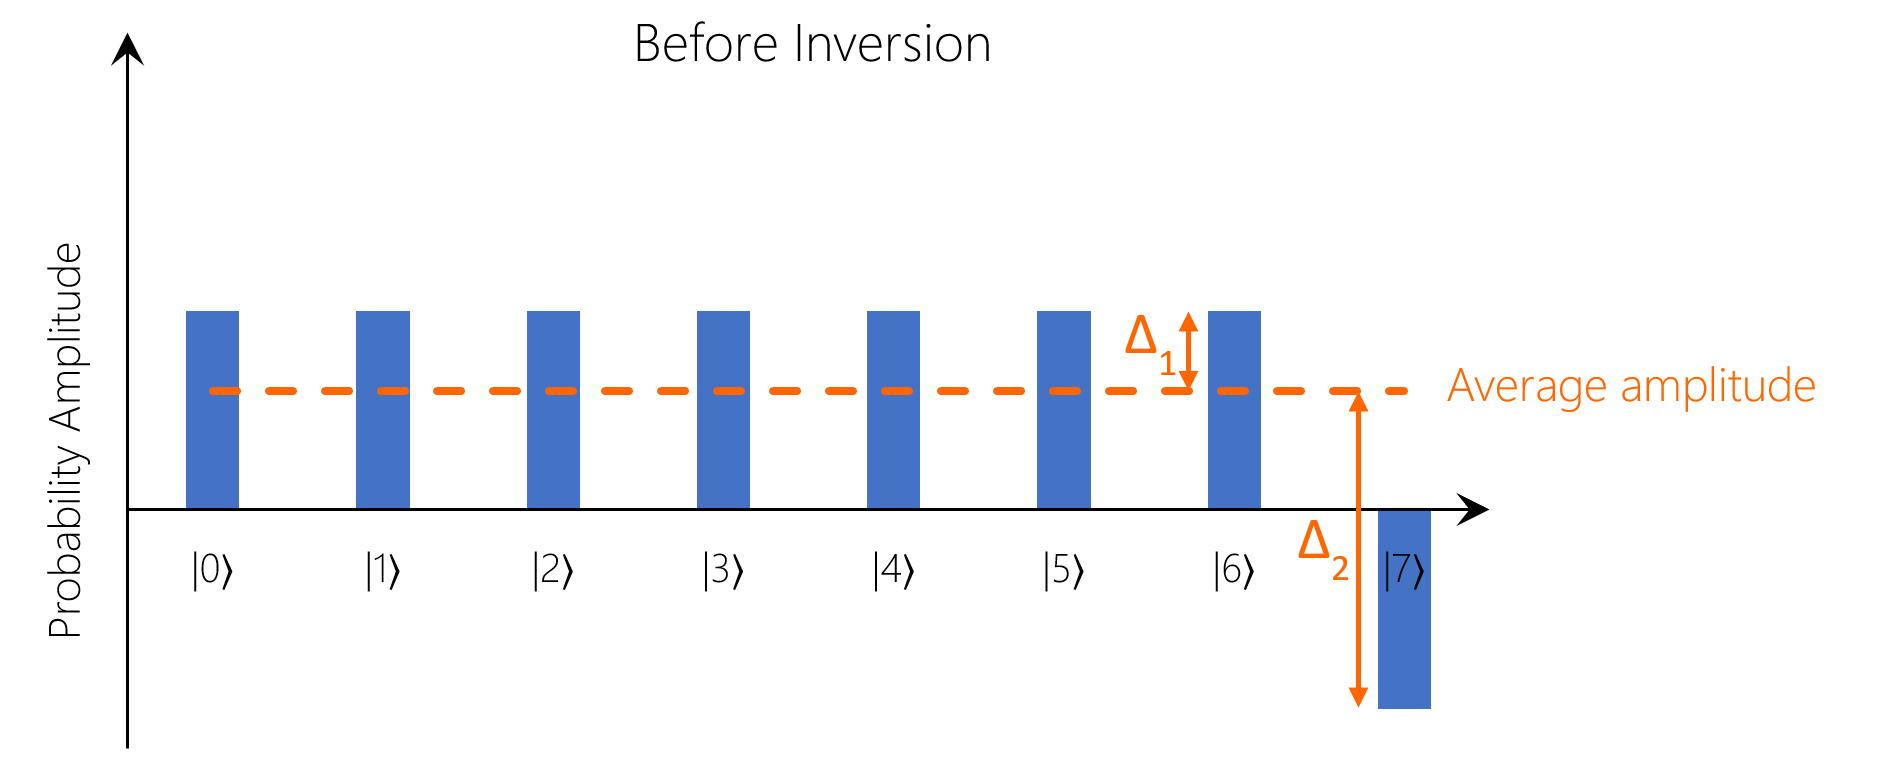 Before Inversion
Probability Amplitude
Δ1
Average amplitude
Δ2
|0⟩ |1⟩ |2⟩ |3⟩ |4⟩ |5⟩ |6⟩ |7⟩